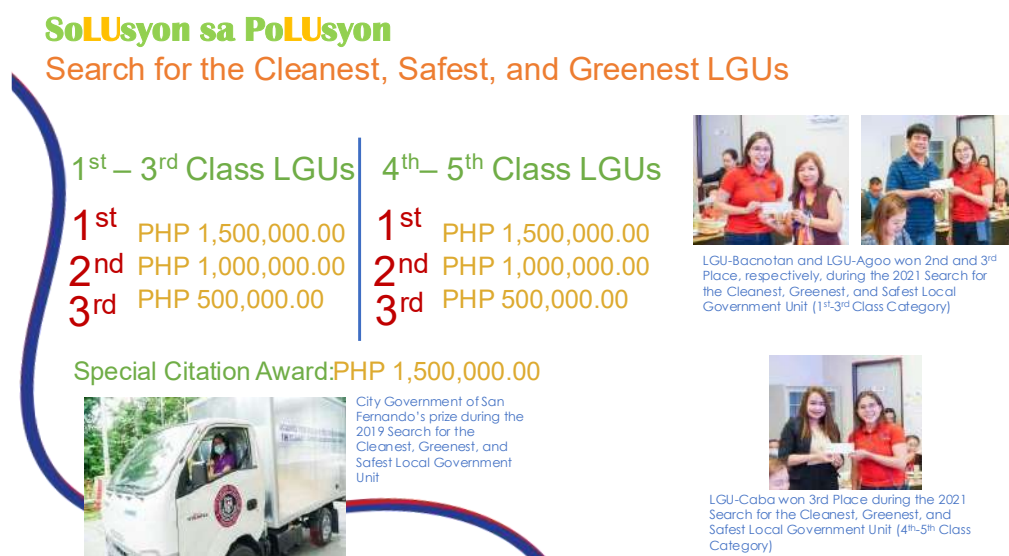 SoLUsyon sa PoLUsyon
Search for the Cleanest, Safest, and Greenest LGUs
1st – 3rd Class LGUs
1st PHP 1,500,000.00
2nd PHP 1,000,000.00
3rd PHP 500,000.00
4th– 5th Class LGUs
1st PHP 1,500,000.00
2nd PHP 1,000,000.00
3rd PHP 500,000.00
Special Citation Award:PHP 1,500,000.00
City Government of San
Fernando’s prize during the
2019 Search for the
Cleanest, Greenest, and
Safest Local Government
Unit
LGU-Bacnotan and LGU-Agoo won 2nd and 3rd
Place, respectively, during the 2021 Search for
the Cleanest, Greenest, and Safest Local
Government Unit (1st-3rd Class Category)
LGU-Caba won 3rd Place during the 2021
Search for the Cleanest, Greenest, and
Safest Local Government Unit (4th-5th Class
Category)